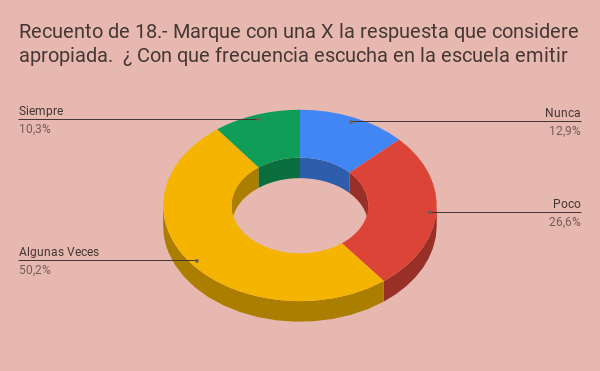 Recuento de 18.- Marque con una X la respuesta que considere
apropiada.  ¿ Con que frecuencia escucha en la escuela emitir
Siempre
10,3%
Nunca
12,9%
Poco
26,6%
Algunas Veces
50,2%